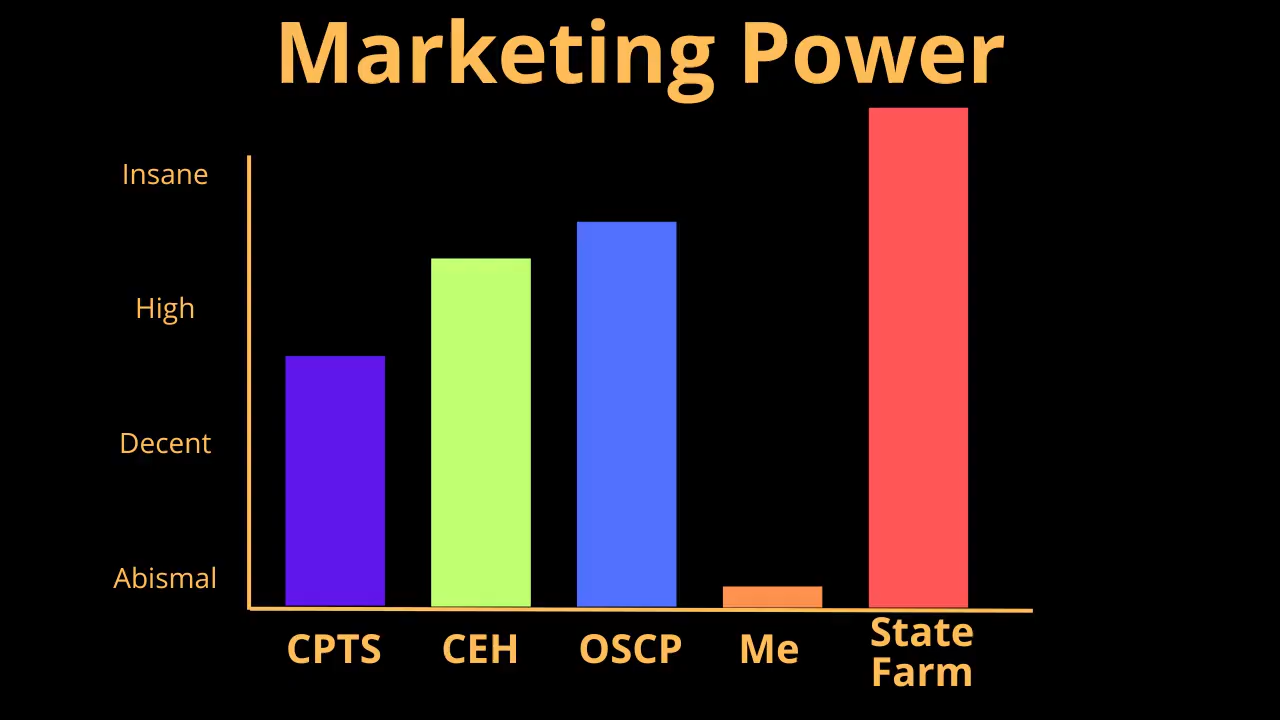 Marketing Power
Insane
High
Decent
Abismal
CPTS
CEH
OSCP
Me
State
Farm